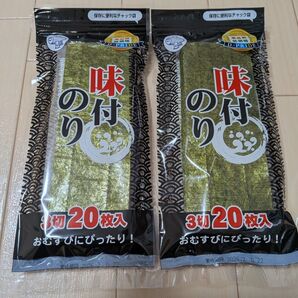 保存に便利なチャック袋
味付
のり
3切20枚入
おむすびにぴったり！
保存に便利なチャック袋
味付
のり
3切20枚入
おむすびにぴったり！